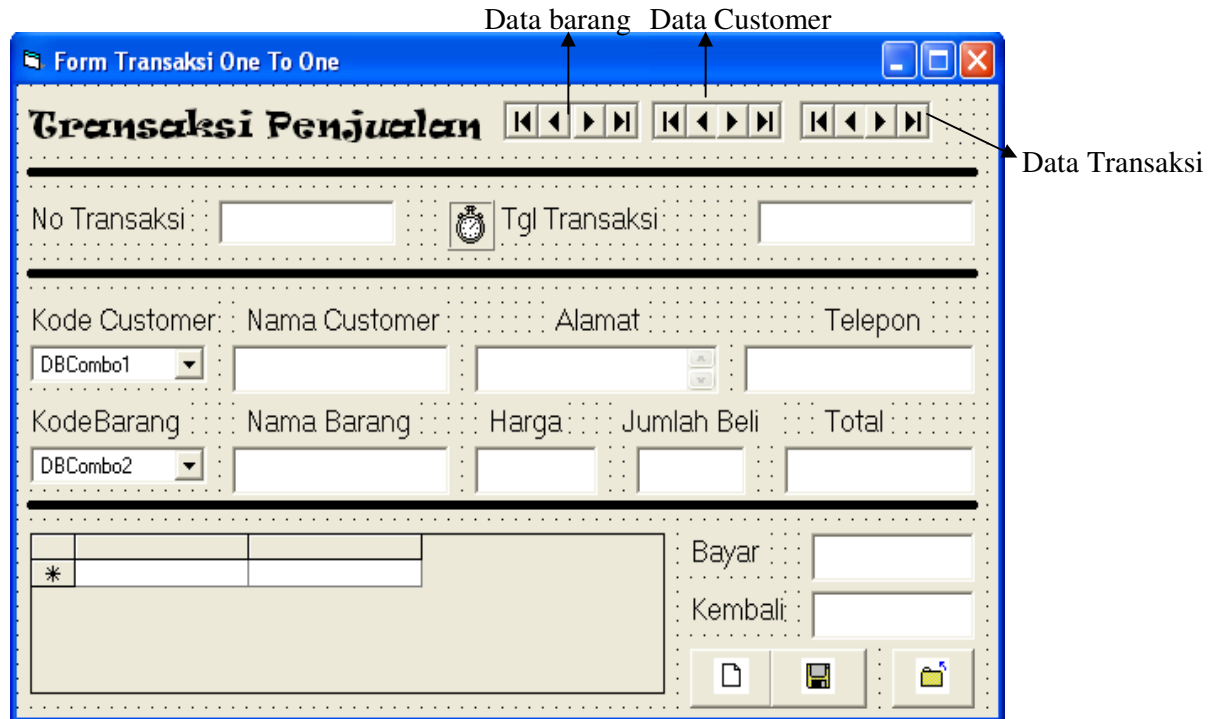 Data barang Data Customer
Form Transaksi One To One
Transaksi Penjualan
Data Transaksi
No Transaksi Tgl Transaksi
Kode Customer Nama Customer Alamat Telepon
DBCombo1
KodeBarang Nama Barang Harga Jumlah Beli Total
DBCombo2
Bayar
Kembali